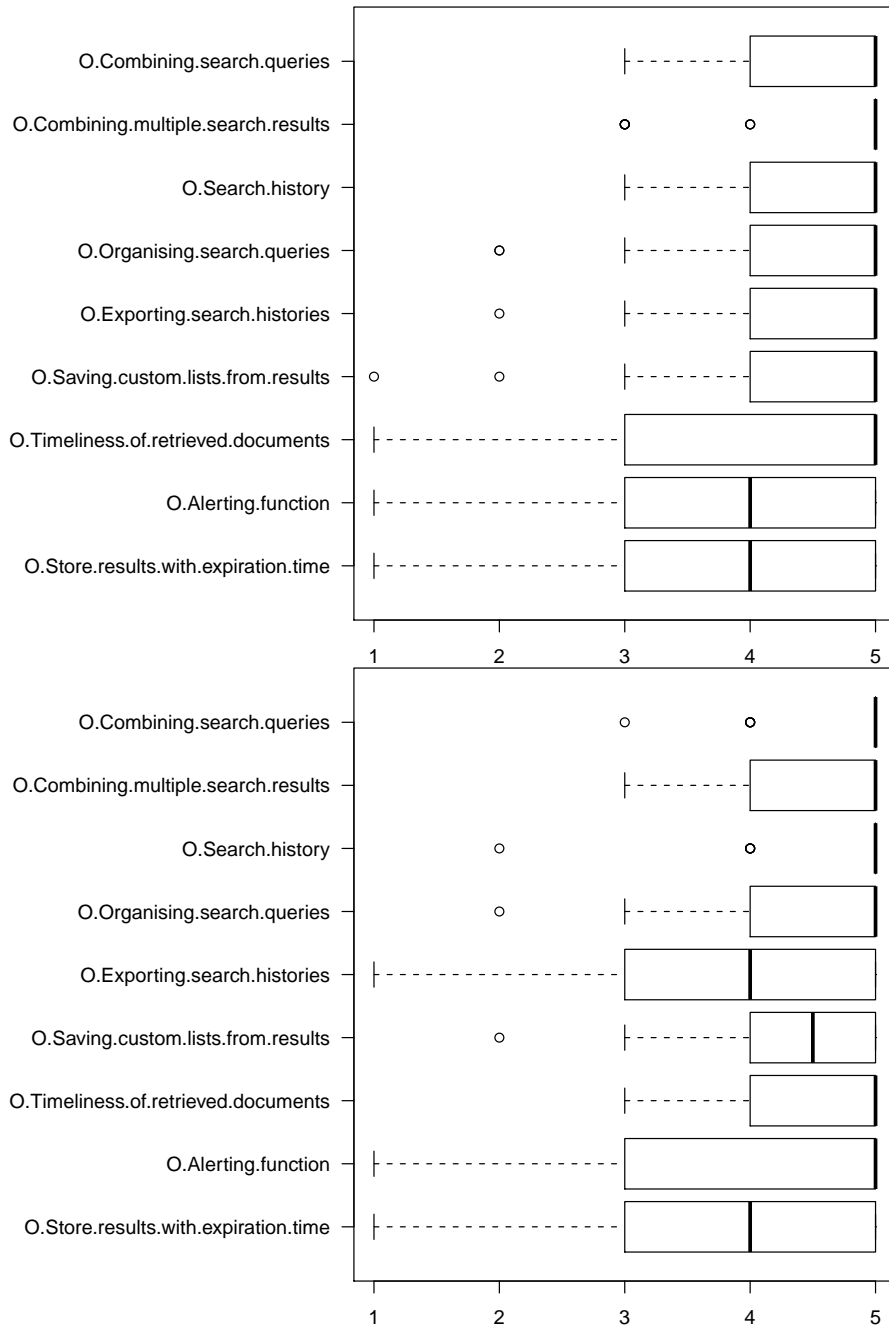 O.Combining.search.queries
O.Combining.multiple.search.results
O.Search.history
O.Organising.search.queries
O.Exporting.search.histories
O.Saving.custom.lists.from.results
O.Timeliness.of.retrieved.documents
O.Alerting.function
O.Store.results.with.expiration.time
1 2 3 4 5
O.Combining.search.queries
O.Combining.multiple.search.results
O.Search.history
O.Organising.search.queries
O.Exporting.search.histories
O.Saving.custom.lists.from.results
O.Timeliness.of.retrieved.documents
O.Alerting.function
O.Store.results.with.expiration.time
1 2 3 4 5